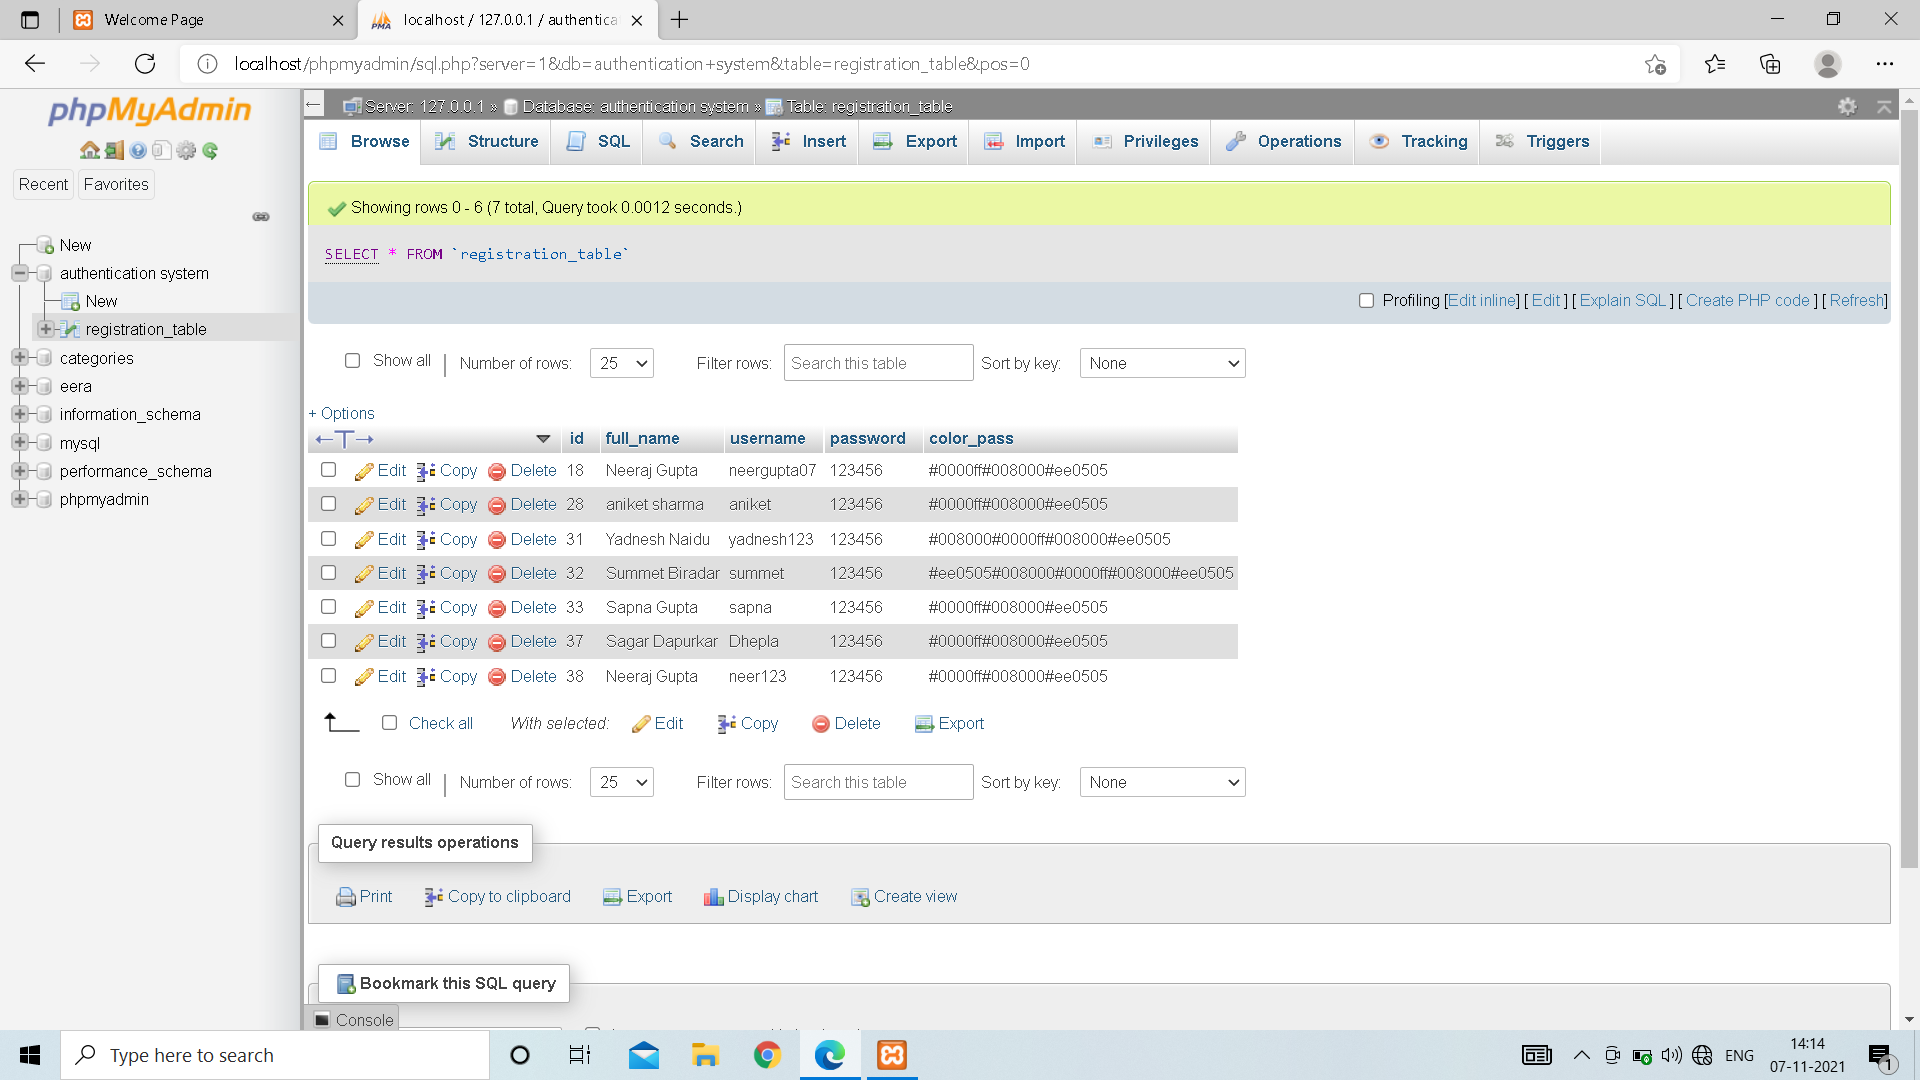 Welcome Page
localhost / 127.0.0.1 / authentica
localhost/phpmyadmin/sql.php?server=1&db=authentication+system&table=registration_table&pos=0
phpMyAdmin
Recent Favorites
New
authentication system
New
registration_table
categories
eera
information_schema
mysql
performance_schema
phpmyadmin
Server: 127.0.0.1 » Database: authentication system » Table: registration_table
Browse Structure SQL Search Insert Export Import Privileges Operations Tracking Triggers
Showing rows 0 - 6 (7 total, Query took 0.0012 seconds.)
SELECT * FROM `registration_table`
Profiling [Edit inline] [ Edit ] [ Explain SQL ] [ Create PHP code ] [ Refresh]
Show all | Number of rows: 25 Filter rows: Search this table Sort by key: None
+ Options
←T→ id full_name username password color_pass
Edit Copy Delete 18 Neeraj Gupta neergupta07 123456 #0000ff#008000#ee0505
Edit Copy Delete 28 aniket sharma aniket 123456 #0000ff#008000#ee0505
Edit Copy Delete 31 Yadnesh Naidu yadnesh123 123456 #008000#0000ff#008000#ee0505
Edit Copy Delete 32 Summet Biradar summet 123456 #ee0505#008000#0000ff#008000#ee0505
Edit Copy Delete 33 Sapna Gupta sapna 123456 #0000ff#008000#ee0505
Edit Copy Delete 37 Sagar Dapurkar Dhepla 123456 #0000ff#008000#ee0505
Edit Copy Delete 38 Neeraj Gupta neer123 123456 #0000ff#008000#ee0505
Check all With selected: Edit Copy Delete Export
Show all | Number of rows: 25 Filter rows: Search this table Sort by key: None
Query results operations
Print Copy to clipboard Export Display chart Create view
Bookmark this SQL query
Console
Type here to search
ENG
14:14
07-11-2021
1